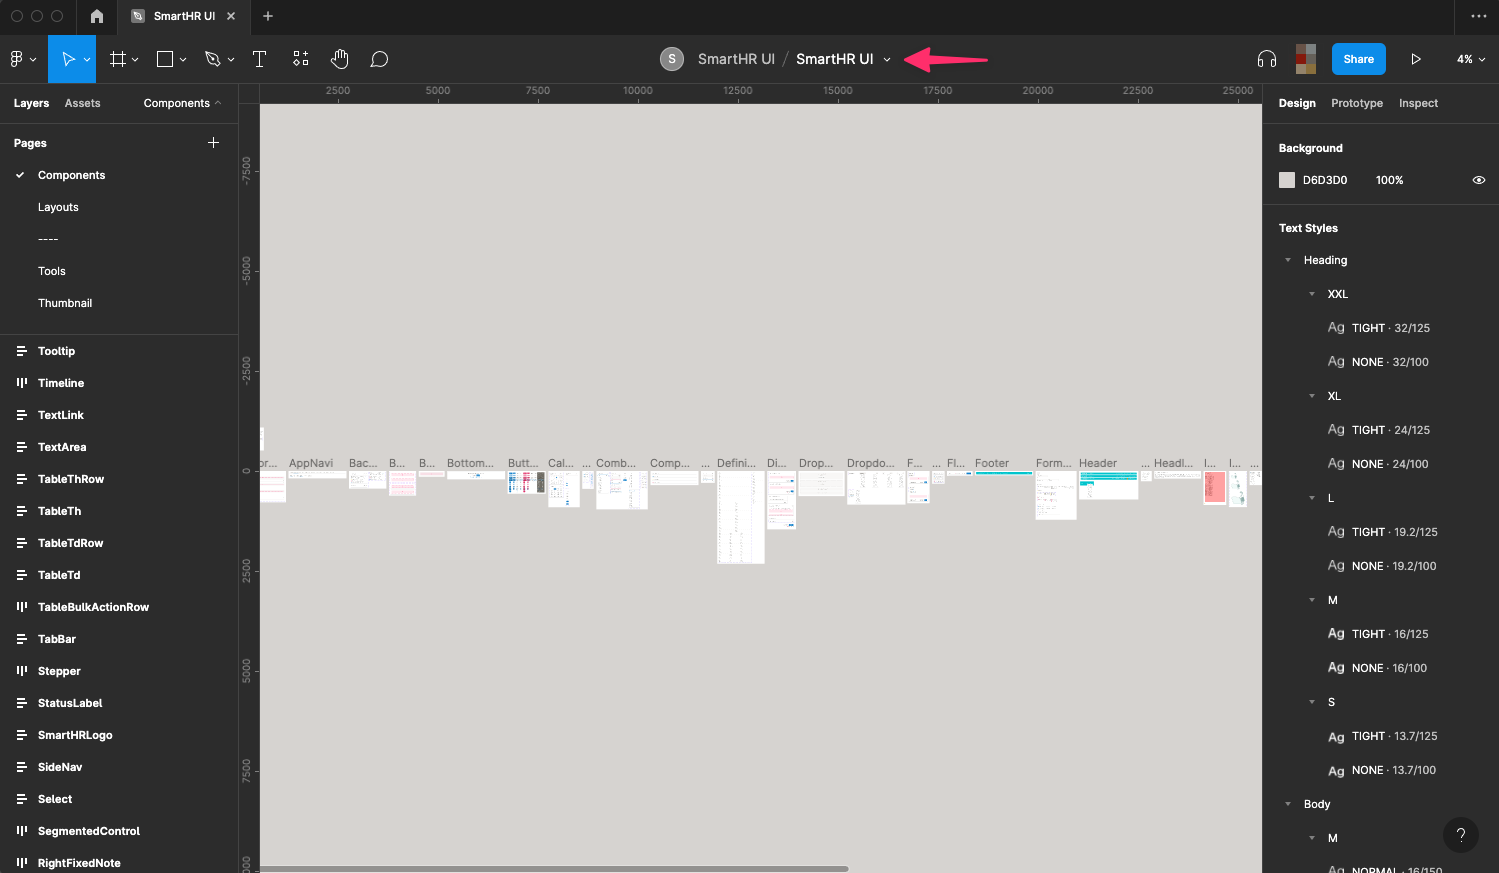 SmartHR UI
S SmartHR UI / SmartHR UI
Share
4%
Layers Assets Components
Pages
Components
Layouts
----
Tools
Thumbnail
Tooltip
Timeline
TextLink
TextArea
TableThRow
TableTh
TableTdRow
TableTd
TableBulkActionRow
TabBar
Stepper
StatusLabel
SmartHRLogo
SideNav
Select
SegmentedControl
RightFixedNote
2500 5000 7500 10000 12500 15000 17500 20000 22500 25000
-7500
-5000
-2500
0
2500
5000
7500
or... AppNavi Bac... B... B... Bottom... Butt... Cal... ... Comb... Comp... ... Defini... Di... Drop... Dropdo... F... ... Fl... Footer Form... Header ... Headl... I... I... ...
Design Prototype Inspect
Background
D6D3D0 100%
Text Styles
Heading
XXL
Ag TIGHT · 32/125
Ag NONE · 32/100
XL
Ag TIGHT · 24/125
Ag NONE · 24/100
L
Ag TIGHT · 19.2/125
Ag NONE · 19.2/100
M
Ag TIGHT · 16/125
Ag NONE · 16/100
S
Ag TIGHT · 13.7/125
Ag NONE · 13.7/100
Body
M
Ag NORMAL · 16/150
?